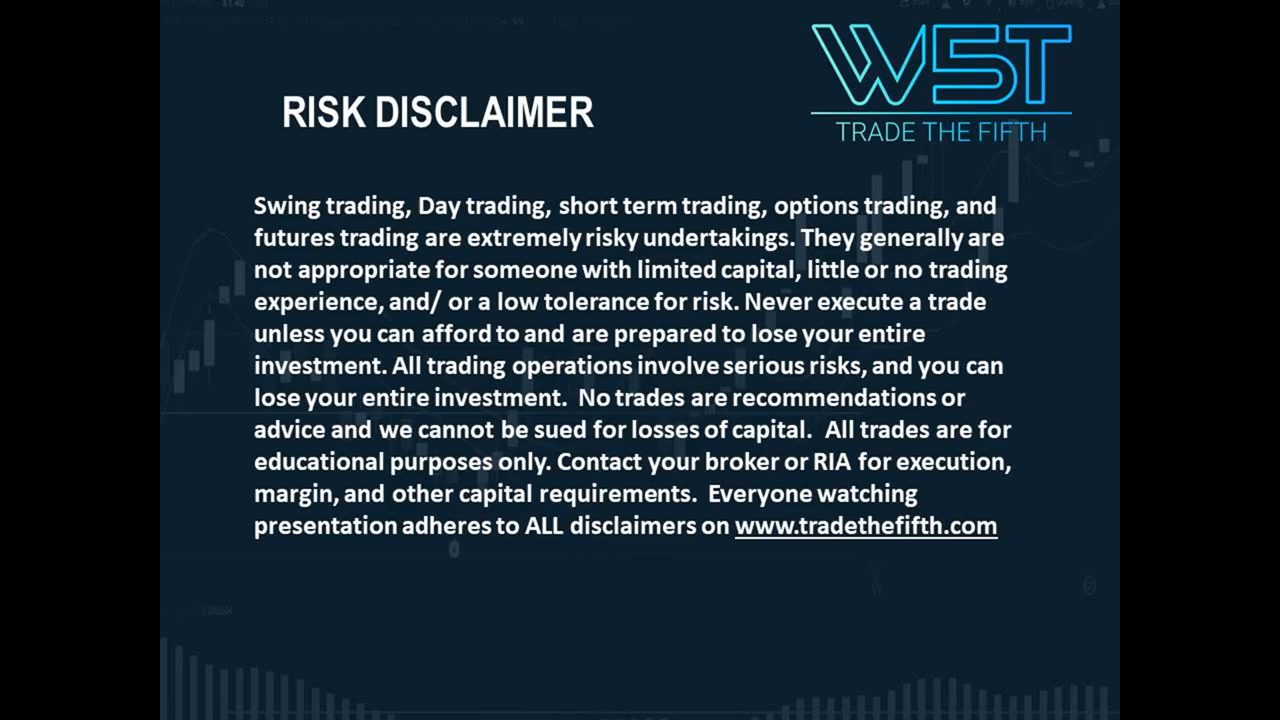 W5T
TRADE THE FIFTH
RISK DISCLAIMER
Swing trading, Day trading, short term trading, options trading, and
futures trading are extremely risky undertakings. They generally are
not appropriate for someone with limited capital, little or no trading
experience, and/ or a low tolerance for risk. Never execute a trade
unless you can afford to and are prepared to lose your entire
investment. All trading operations involve serious risks, and you can
lose your entire investment.  No trades are recommendations or
advice and we cannot be sued for losses of capital.  All trades are for
educational purposes only. Contact your broker or RIA for execution,
margin, and other capital requirements.  Everyone watching
presentation adheres to ALL disclaimers on www.tradethefifth.com